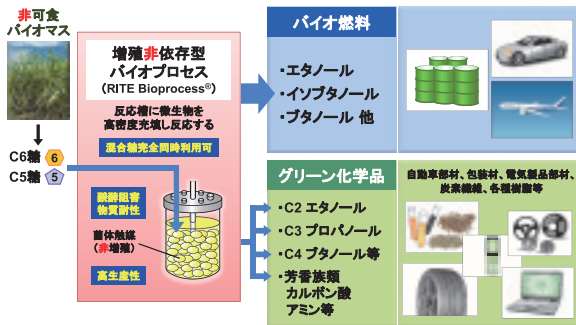 非可食
バイオマス
C6糖 6
C5糖 5
増殖非依存型
バイオプロセス
(RITE Bioprocess®)
反応槽に微生物を
高密度充填し反応する
混合糖完全同時利用可
醗酵阻害
物質耐性
菌体触媒
(非増殖)
高生産性
バイオ燃料
・エタノール
・イソブタノール
・ブタノール 他
グリーン化学品
・C2 エタノール
・C3 プロパノール
・C4 ブタノール等
・芳香族類
カルボン酸
アミン等
自動車部材、包装材、電気製品部材、
炭素繊維、各種樹脂等